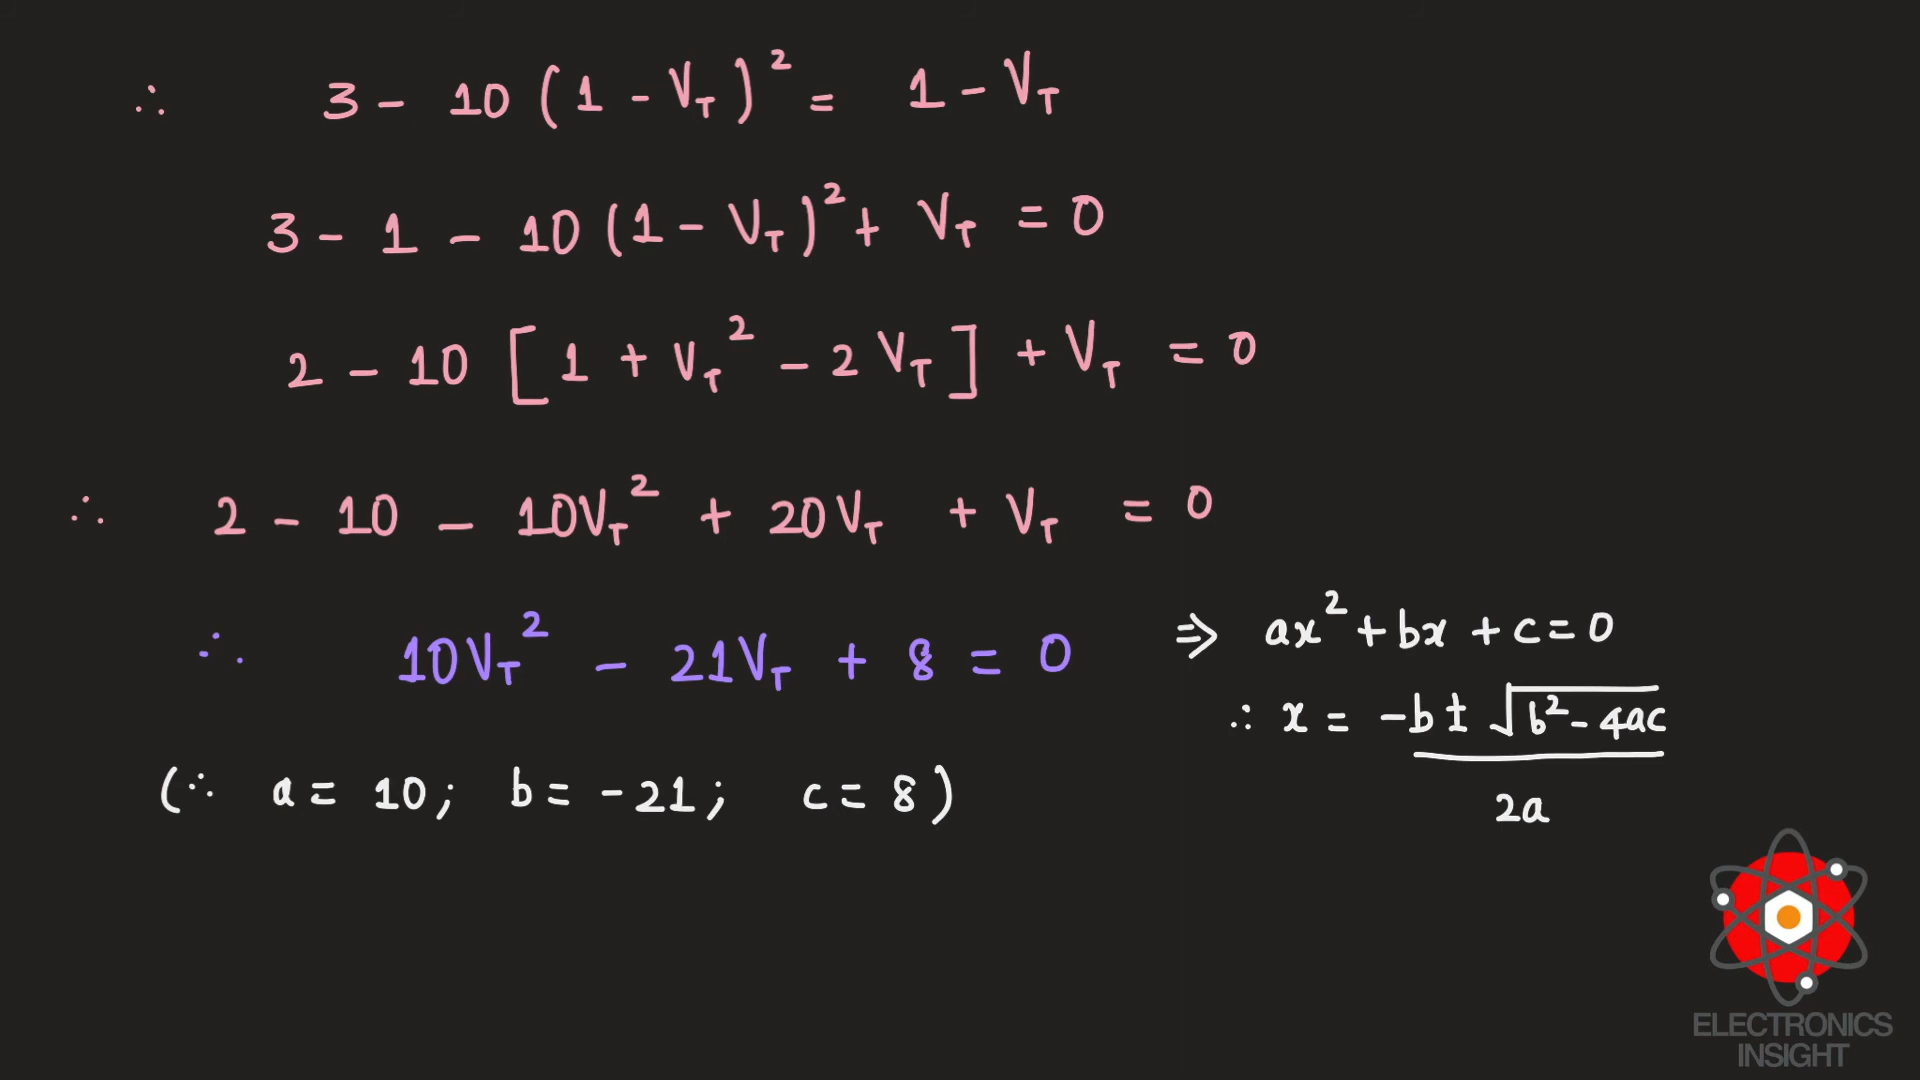 ∴ 3 - 10 (1 - V_T)² = 1 - V_T
3 - 1 - 10 (1 - V_T)² + V_T = 0
2 - 10 [1 + V_T² - 2 V_T] + V_T = 0
∴ 2 - 10 - 10V_T² + 20V_T + V_T = 0
∴ 10V_T² - 21V_T + 8 = 0 ⇒ ax² + bx + c = 0
∴ x = -b ± √(b² - 4ac)
2a
(∴ a = 10; b = -21; c = 8)
ELECTRONICS
INSIGHT